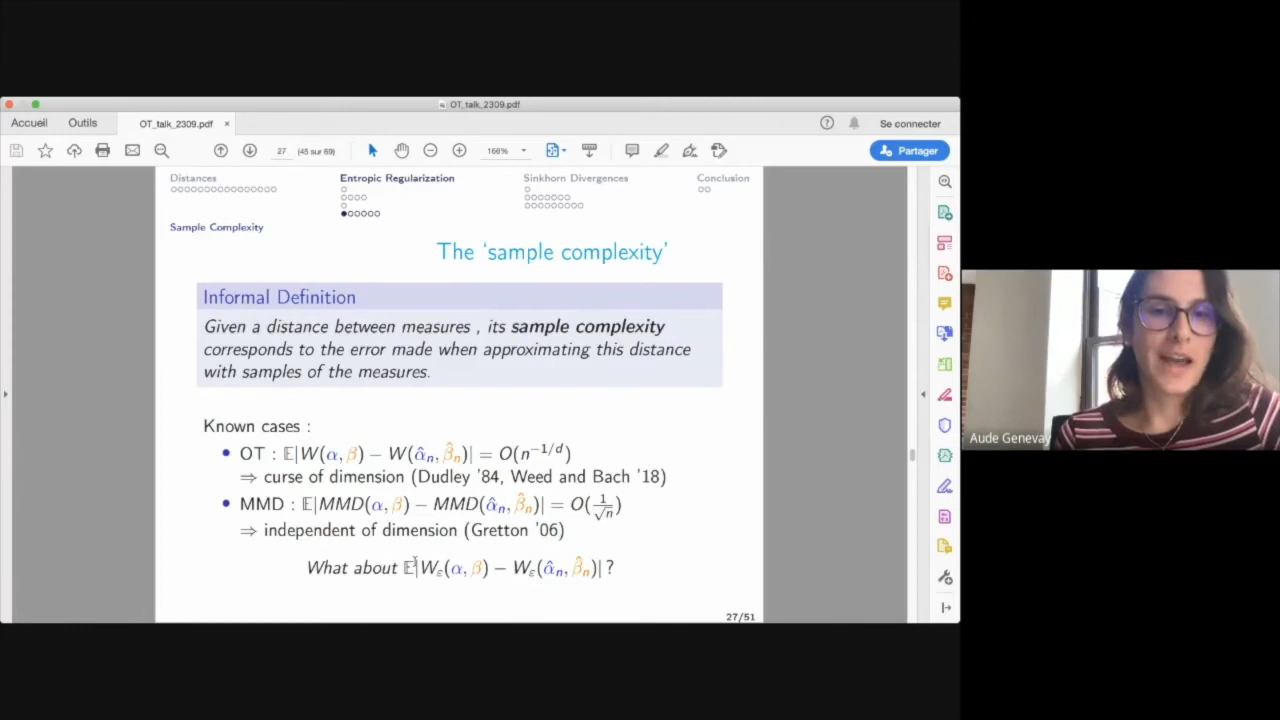 OT_talk_2309.pdf
Accueil Outils OT_talk_2309.pdf × Se connecter
27 (45 sur 69) 166% Partager
Distances Entropic Regularization Sinkhorn Divergences Conclusion
Sample Complexity
The ‘sample complexity’
Informal Definition
Given a distance between measures , its sample complexity
corresponds to the error made when approximating this distance
with samples of the measures.
Known cases :
• OT : 𝔼|W(α, β) − W(α̂ₙ, β̂ₙ)| = O(n^{-1/d})
⇒ curse of dimension (Dudley '84, Weed and Bach '18)
• MMD : 𝔼|MMD(α, β) − MMD(α̂ₙ, β̂ₙ)| = O(1/√n)
⇒ independent of dimension (Gretton '06)
What about 𝔼|W_ε(α, β) − W_ε(α̂ₙ, β̂ₙ)| ?
27/51
Aude Genevay